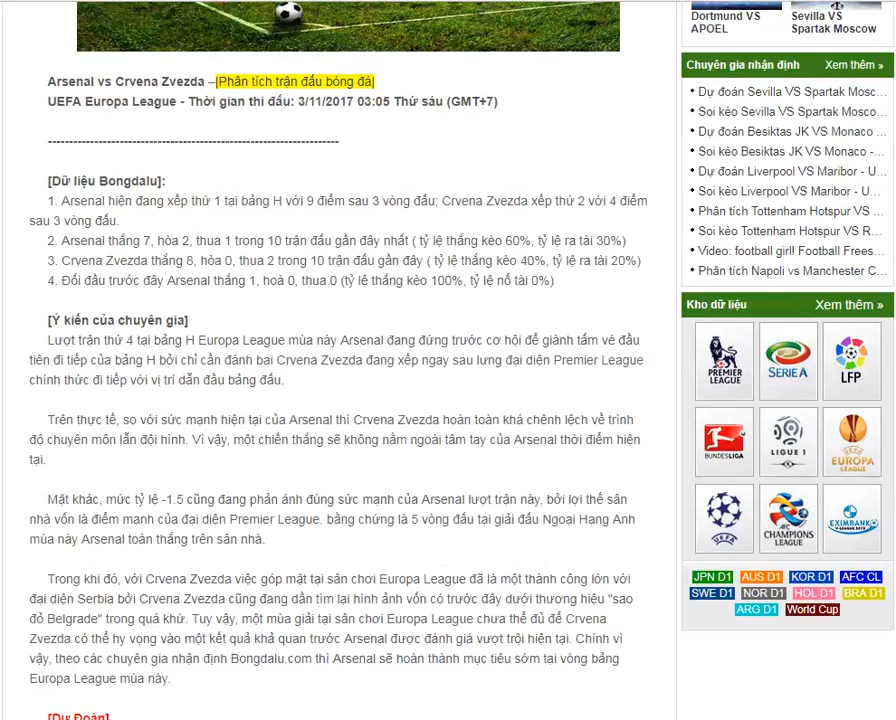 Dortmund VS
APOEL
Sevilla VS
Spartak Moscow
Arsenal vs Crvena Zvezda –|Phân tích trận đấu bóng đá|
UEFA Europa League - Thời gian thi đấu: 3/11/2017 03:05 Thứ sáu (GMT+7)
----------------------------------------------------------------------
[Dữ liệu Bongdalu]:
1. Arsenal hiện đang xếp thứ 1 tại bảng H với 9 điểm sau 3 vòng đấu; Crvena Zvezda xếp thứ 2 với 4 điểm
sau 3 vòng đấu.
2. Arsenal thắng 7, hòa 2, thua 1 trong 10 trận đấu gần đây nhất ( tỷ lệ thắng kèo 60%, tỷ lệ ra tài 30%)
3. Crvena Zvezda thắng 8, hòa 0, thua 2 trong 10 trận đấu gần đây ( tỷ lệ thắng kèo 40%, tỷ lệ ra tài 20%)
4. Đối đầu trước đây Arsenal thắng 1, hoà 0, thua 0 (tỷ lệ thắng kèo 100%, tỷ lệ nổ tài 0%)
[Ý kiến của chuyên gia]
Lượt trận thứ 4 tại bảng H Europa League mùa này Arsenal đang đứng trước cơ hội để giành tấm vé đầu
tiên đi tiếp của bảng H bởi chỉ cần đánh bại Crvena Zvezda đang xếp ngay sau lưng đại diện Premier League
chính thức đi tiếp với vị trí dẫn đầu bảng đấu.
Trên thực tế, so với sức mạnh hiện tại của Arsenal thì Crvena Zvezda hoàn toàn khá chênh lệch về trình
độ chuyên môn lẫn đội hình. Vì vậy, một chiến thắng sẽ không nằm ngoài tâm tay của Arsenal thời điểm hiện
tại.
Mặt khác, mức tỷ lệ -1.5 cũng đang phản ánh đúng sức mạnh của Arsenal lượt trận này, bởi lợi thế sân
nhà vốn là điểm mạnh của đại diện Premier League. bằng chứng là 5 vòng đấu tại giải đấu Ngoại Hạng Anh
mùa này Arsenal toàn thắng trên sân nhà.
Trong khi đó, với Crvena Zvezda việc góp mặt tại sân chơi Europa League đã là một thành công lớn với
đại diện Serbia bởi Crvena Zvezda cũng đang dần tìm lại hình ảnh vốn có trước đây dưới thương hiệu "sao
đỏ Belgrade" trong quá khứ. Tuy vậy, một mùa giải tại sân chơi Europa League chưa thể đủ để Crvena
Zvezda có thể hy vọng vào một kết quả khả quan trước Arsenal được đánh giá vượt trội hiện tại. Chính vì
vậy, theo các chuyên gia nhận định Bongdalu.com thì Arsenal sẽ hoàn thành mục tiêu sớm tại vòng bảng
Europa League mùa này.
[Dự Đoán]
Chuyên gia nhận định Xem thêm »
Dự đoán Sevilla VS Spartak Mosc...
Soi kèo Sevilla VS Spartak Mosc...
Dự đoán Besiktas JK VS Monaco ...
Soi kèo Besiktas JK VS Monaco -...
Dự đoán Liverpool VS Maribor - U...
Soi kèo Liverpool VS Maribor - U...
Phân tích Tottenham Hotspur VS ...
Soi kèo Tottenham Hotspur VS R...
Video: football girl! Football Frees...
Phân tích Napoli vs Manchester C...
Kho dữ liệu Xem thêm »
PREMIER
LEAGUE
SERIE A
LFP
BUNDESLIGA
LIGUE 1
UEFA
EUROPA
LEAGUE
UEFA
AFC
CHAMPIONS
LEAGUE
EXIMBANK
JPN D1 AUS D1 KOR D1 AFC CL
SWE D1 NOR D1 HOL D1 BRA D1
ARG D1 World Cup